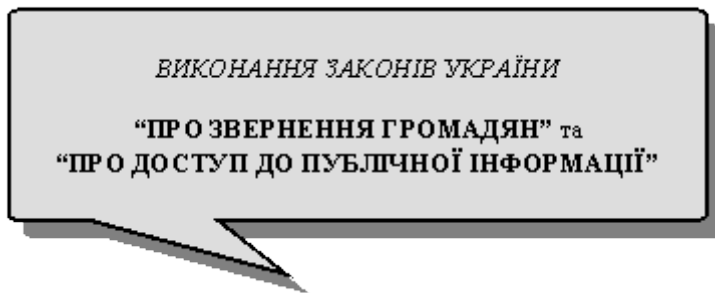 ВИКОНАННЯ ЗАКОНІВ УКРАЇНИ
“ПРО ЗВЕРНЕННЯ ГРОМАДЯН” та
“ПРО ДОСТУП ДО ПУБЛІЧНОЇ ІНФОРМАЦІЇ”